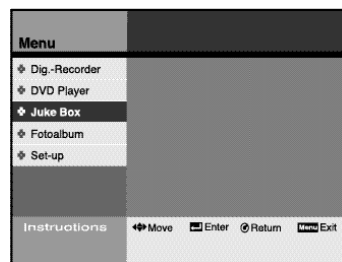 Menu
Dig.-Recorder
DVD Player
Juke Box
Fotoalbum
Set-up
Instructions Move Enter Return Menu Exit